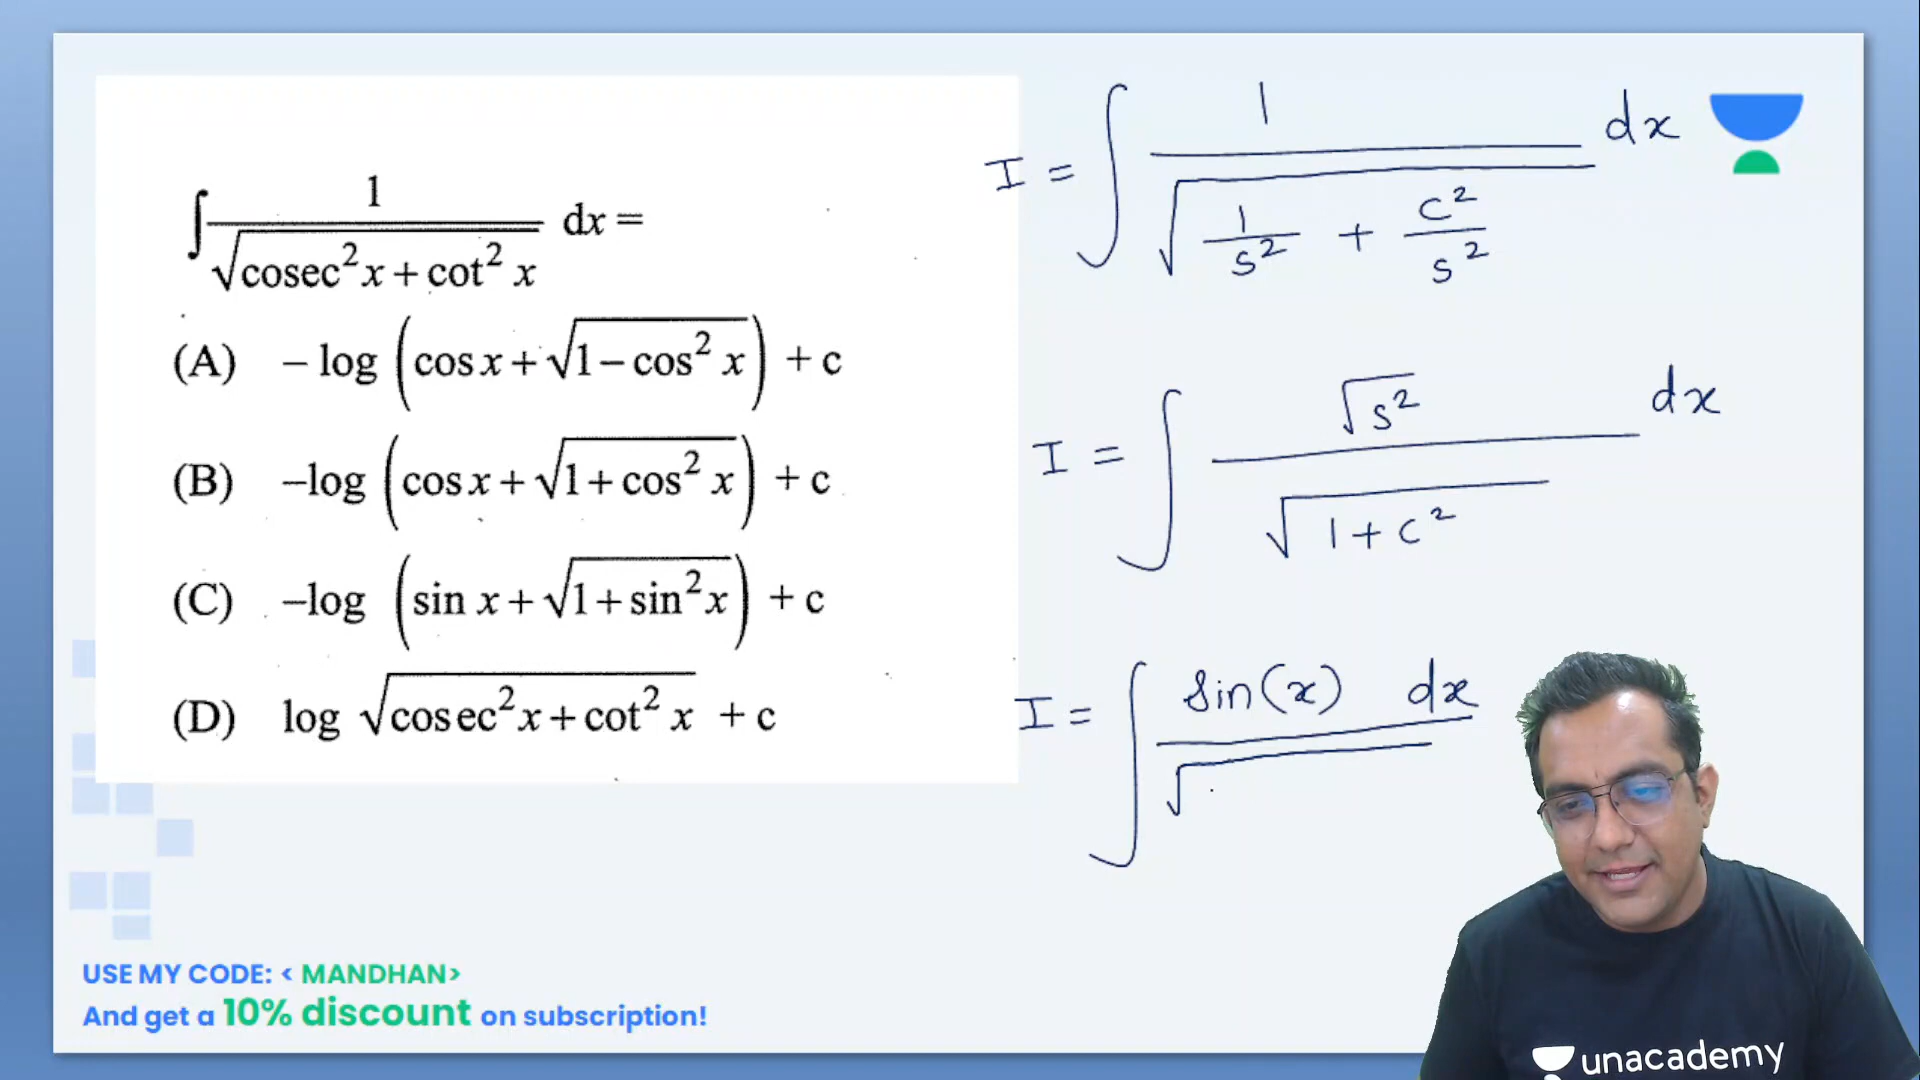 ∫ 1 / √(cosec²x + cot²x) dx =
(A) – log (cos x + √(1 – cos² x)) + c
(B) –log (cos x + √(1 + cos² x)) + c
(C) –log (sin x + √(1 + sin² x)) + c
(D) log √(cosec²x + cot² x) + c
I = ∫ 1 / √(1/s² + c²/s²) dx
I = ∫ √s² / √(1 + c²) dx
I = ∫ sin(x) dx / √
USE MY CODE: < MANDHAN>
And get a 10% discount on subscription!
unacademy